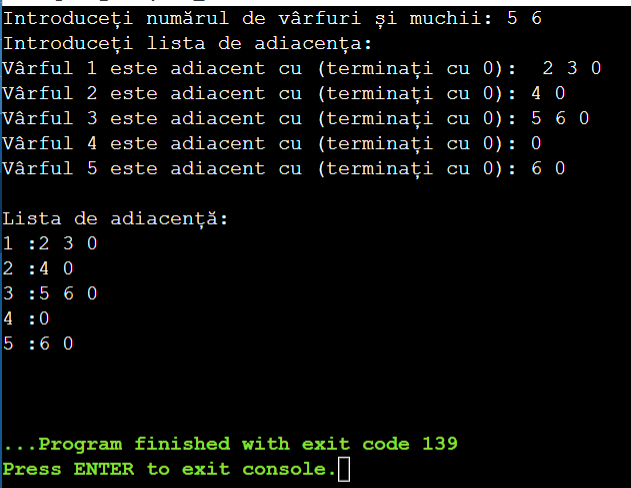 Introduceți numărul de vârfuri și muchii: 5 6
Introduceți lista de adiacența:
Vârful 1 este adiacent cu (terminați cu 0):  2 3 0
Vârful 2 este adiacent cu (terminați cu 0): 4 0
Vârful 3 este adiacent cu (terminați cu 0): 5 6 0
Vârful 4 este adiacent cu (terminați cu 0): 0
Vârful 5 este adiacent cu (terminați cu 0): 6 0
Lista de adiacență:
1 :2 3 0
2 :4 0
3 :5 6 0
4 :0
5 :6 0
...Program finished with exit code 139
Press ENTER to exit console.